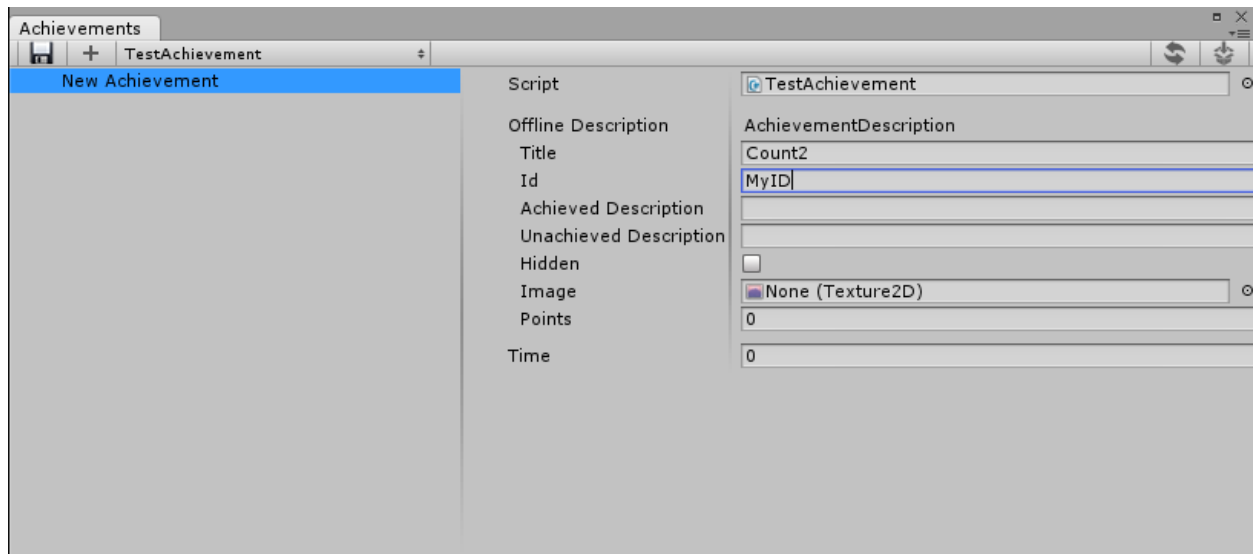 Achievements
TestAchievement
New Achievement
Script TestAchievement
Offline Description AchievementDescription
Title Count2
Id MyID
Achieved Description
Unachieved Description
Hidden
Image None (Texture2D)
Points 0
Time 0